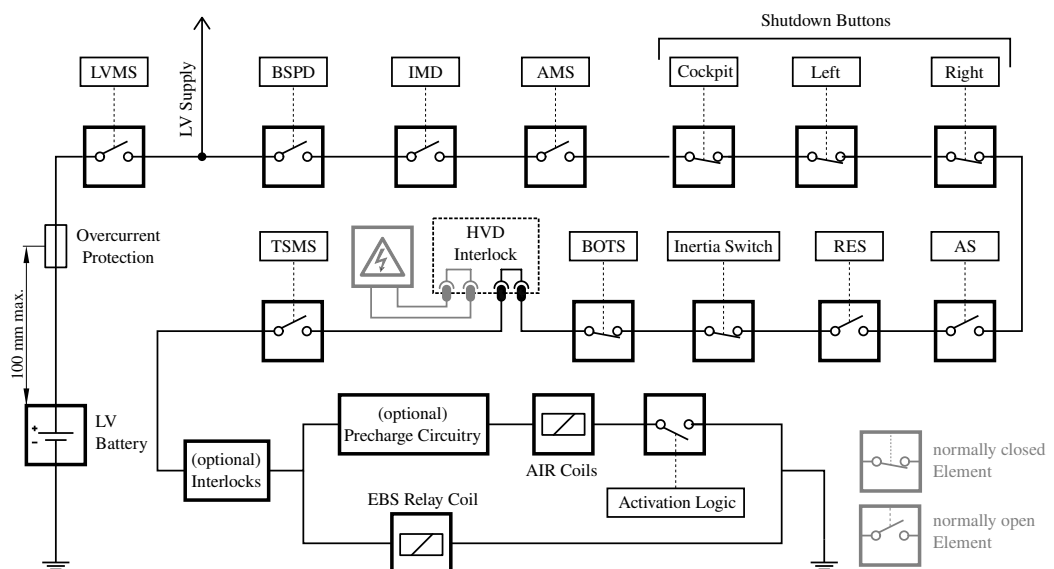 Shutdown Buttons
LVMS
BSPD
IMD
AMS
Cockpit
Left
Right
LV Supply
Overcurrent
Protection
100 mm max.
TSMS
HVD
Interlock
BOTS
Inertia Switch
RES
AS
LV
Battery
+
-
(optional)
Interlocks
(optional)
Precharge Circuitry
AIR Coils
Activation Logic
EBS Relay Coil
normally closed
Element
normally open
Element